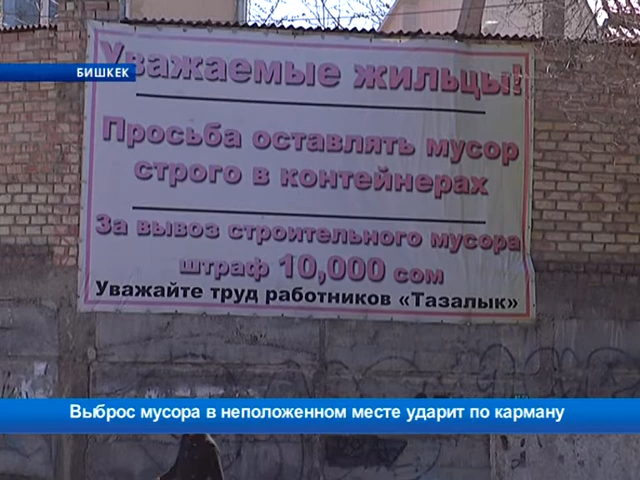 БИШКЕК
Уважаемые жильцы!
Просьба оставлять мусор
строго в контейнерах
За вывоз строительного мусора
штраф 10,000 сом
Уважайте труд работников «Тазалык»
Выброс мусора в неположенном месте ударит по карману